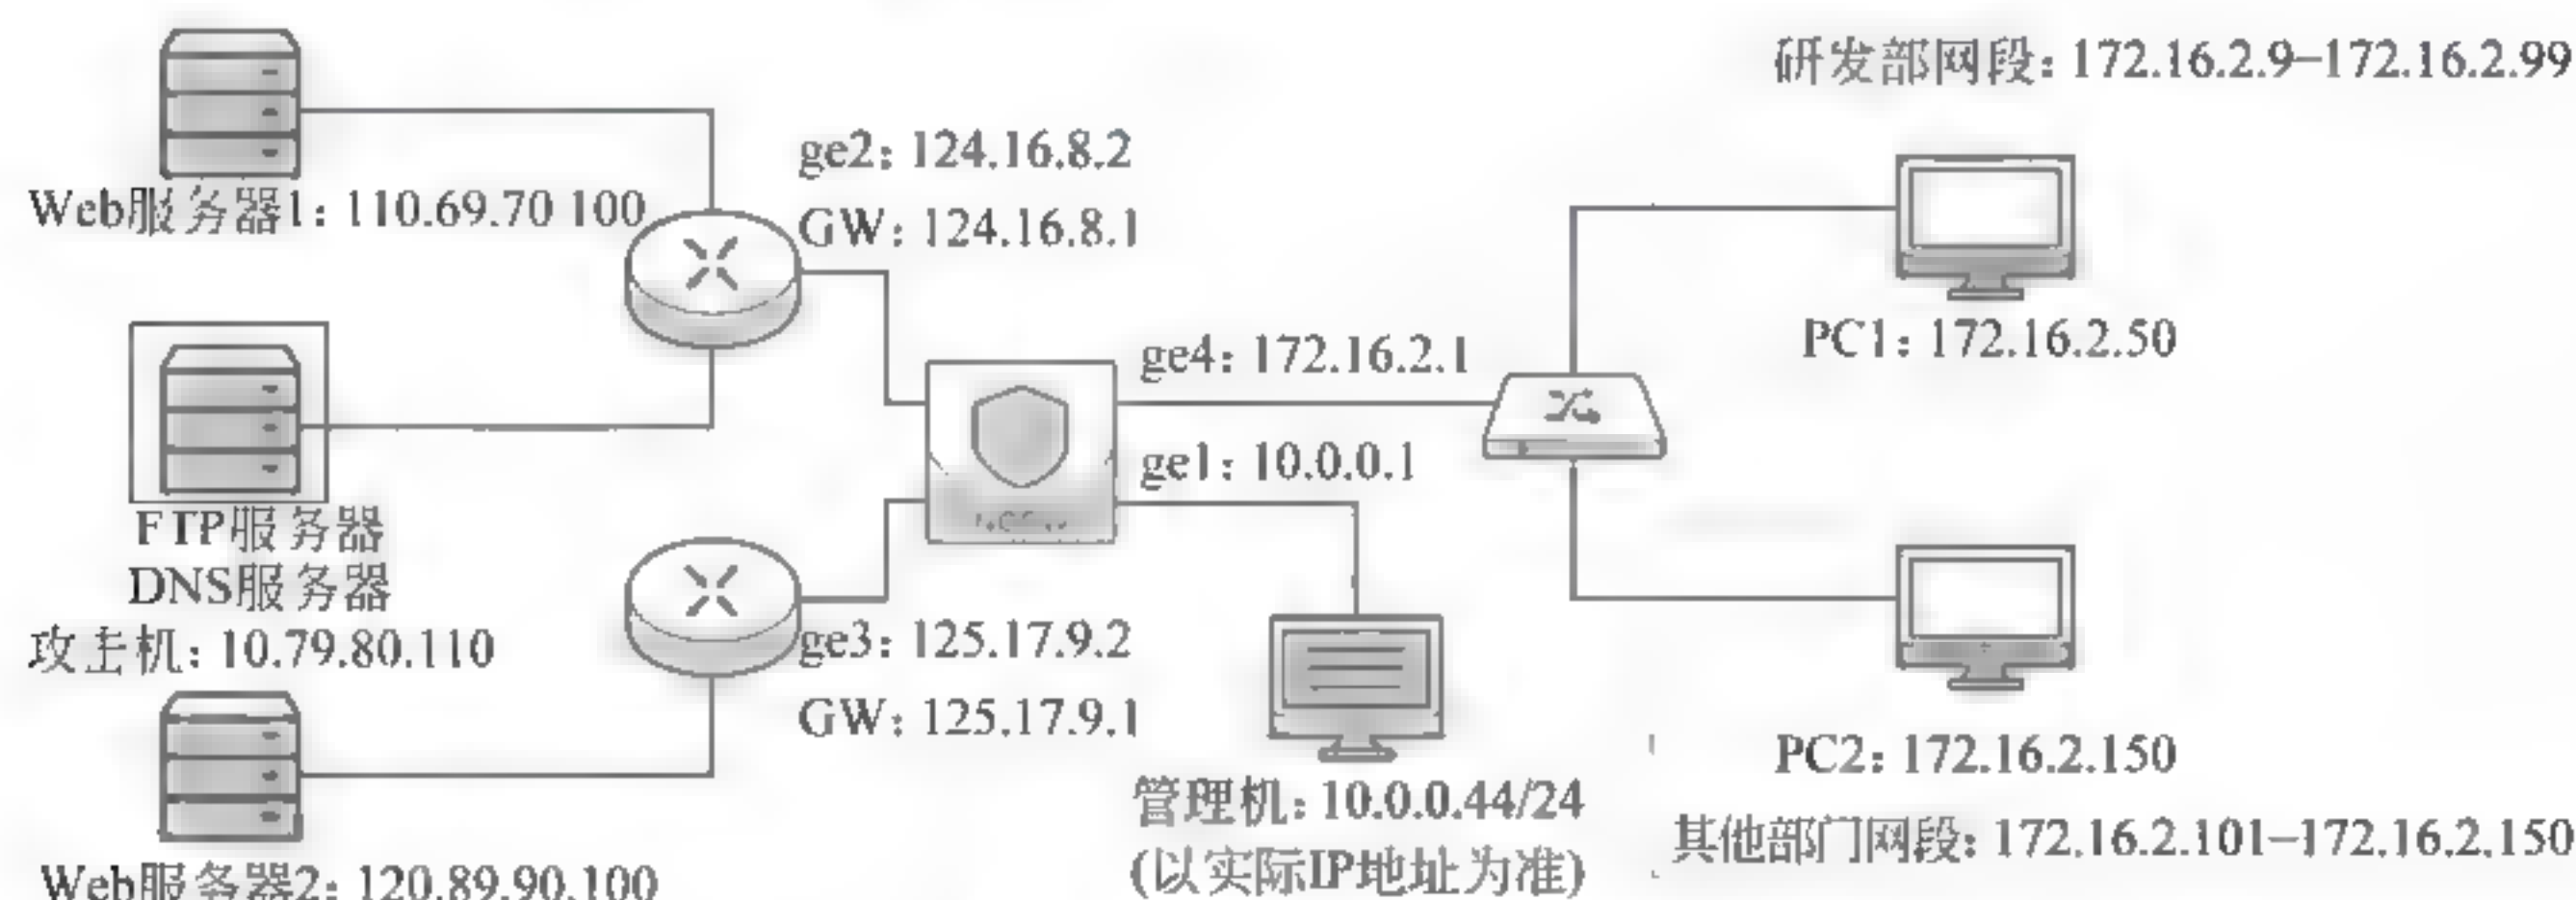 研发部网段: 172.16.2.9-172.16.2.99
ge2: 124.16.8.2
GW: 124.16.8.1
Web服务器1: 110.69.70 100
PC1: 172.16.2.50
ge4: 172.16.2.1
ge1: 10.0.0.1
FTP服务器
DNS服务器
攻主机: 10.79.80.110
ge3: 125.17.9.2
GW: 125.17.9.1
PC2: 172.16.2.150
管理机: 10.0.0.44/24
(以实际IP地址为准)
其他部门网段: 172.16.2.101-172.16.2.150
Web服务器2: 120.89.90.100